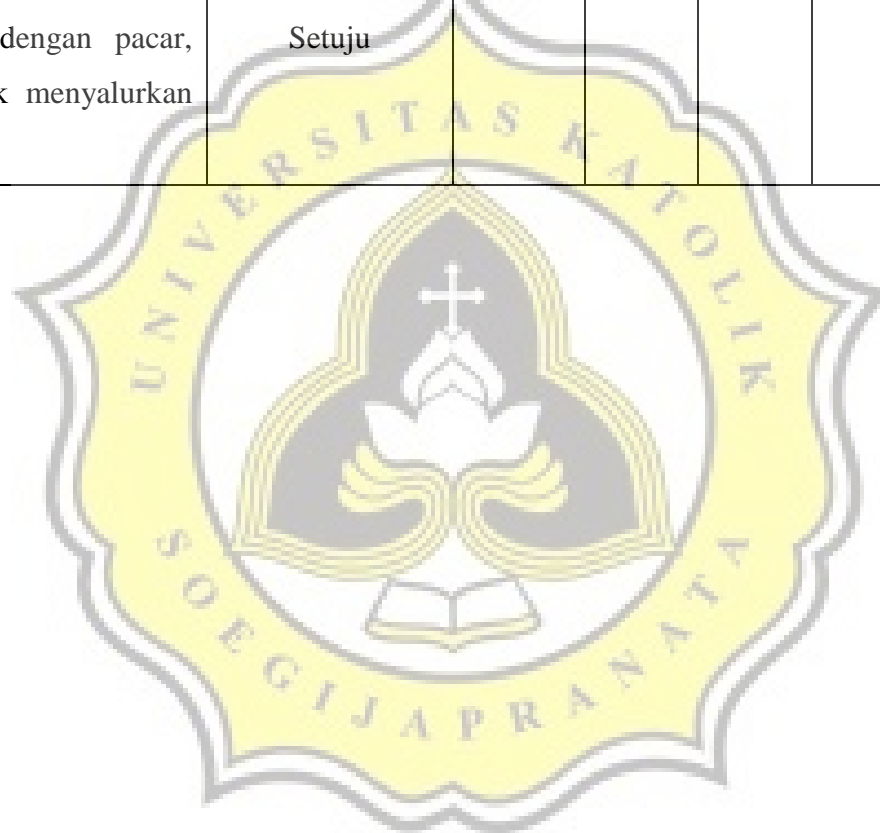 dengan pacar, Setuju
k menyalurkan
UNIVERSITAS KATOLIK
SOEGIJAPRANATA